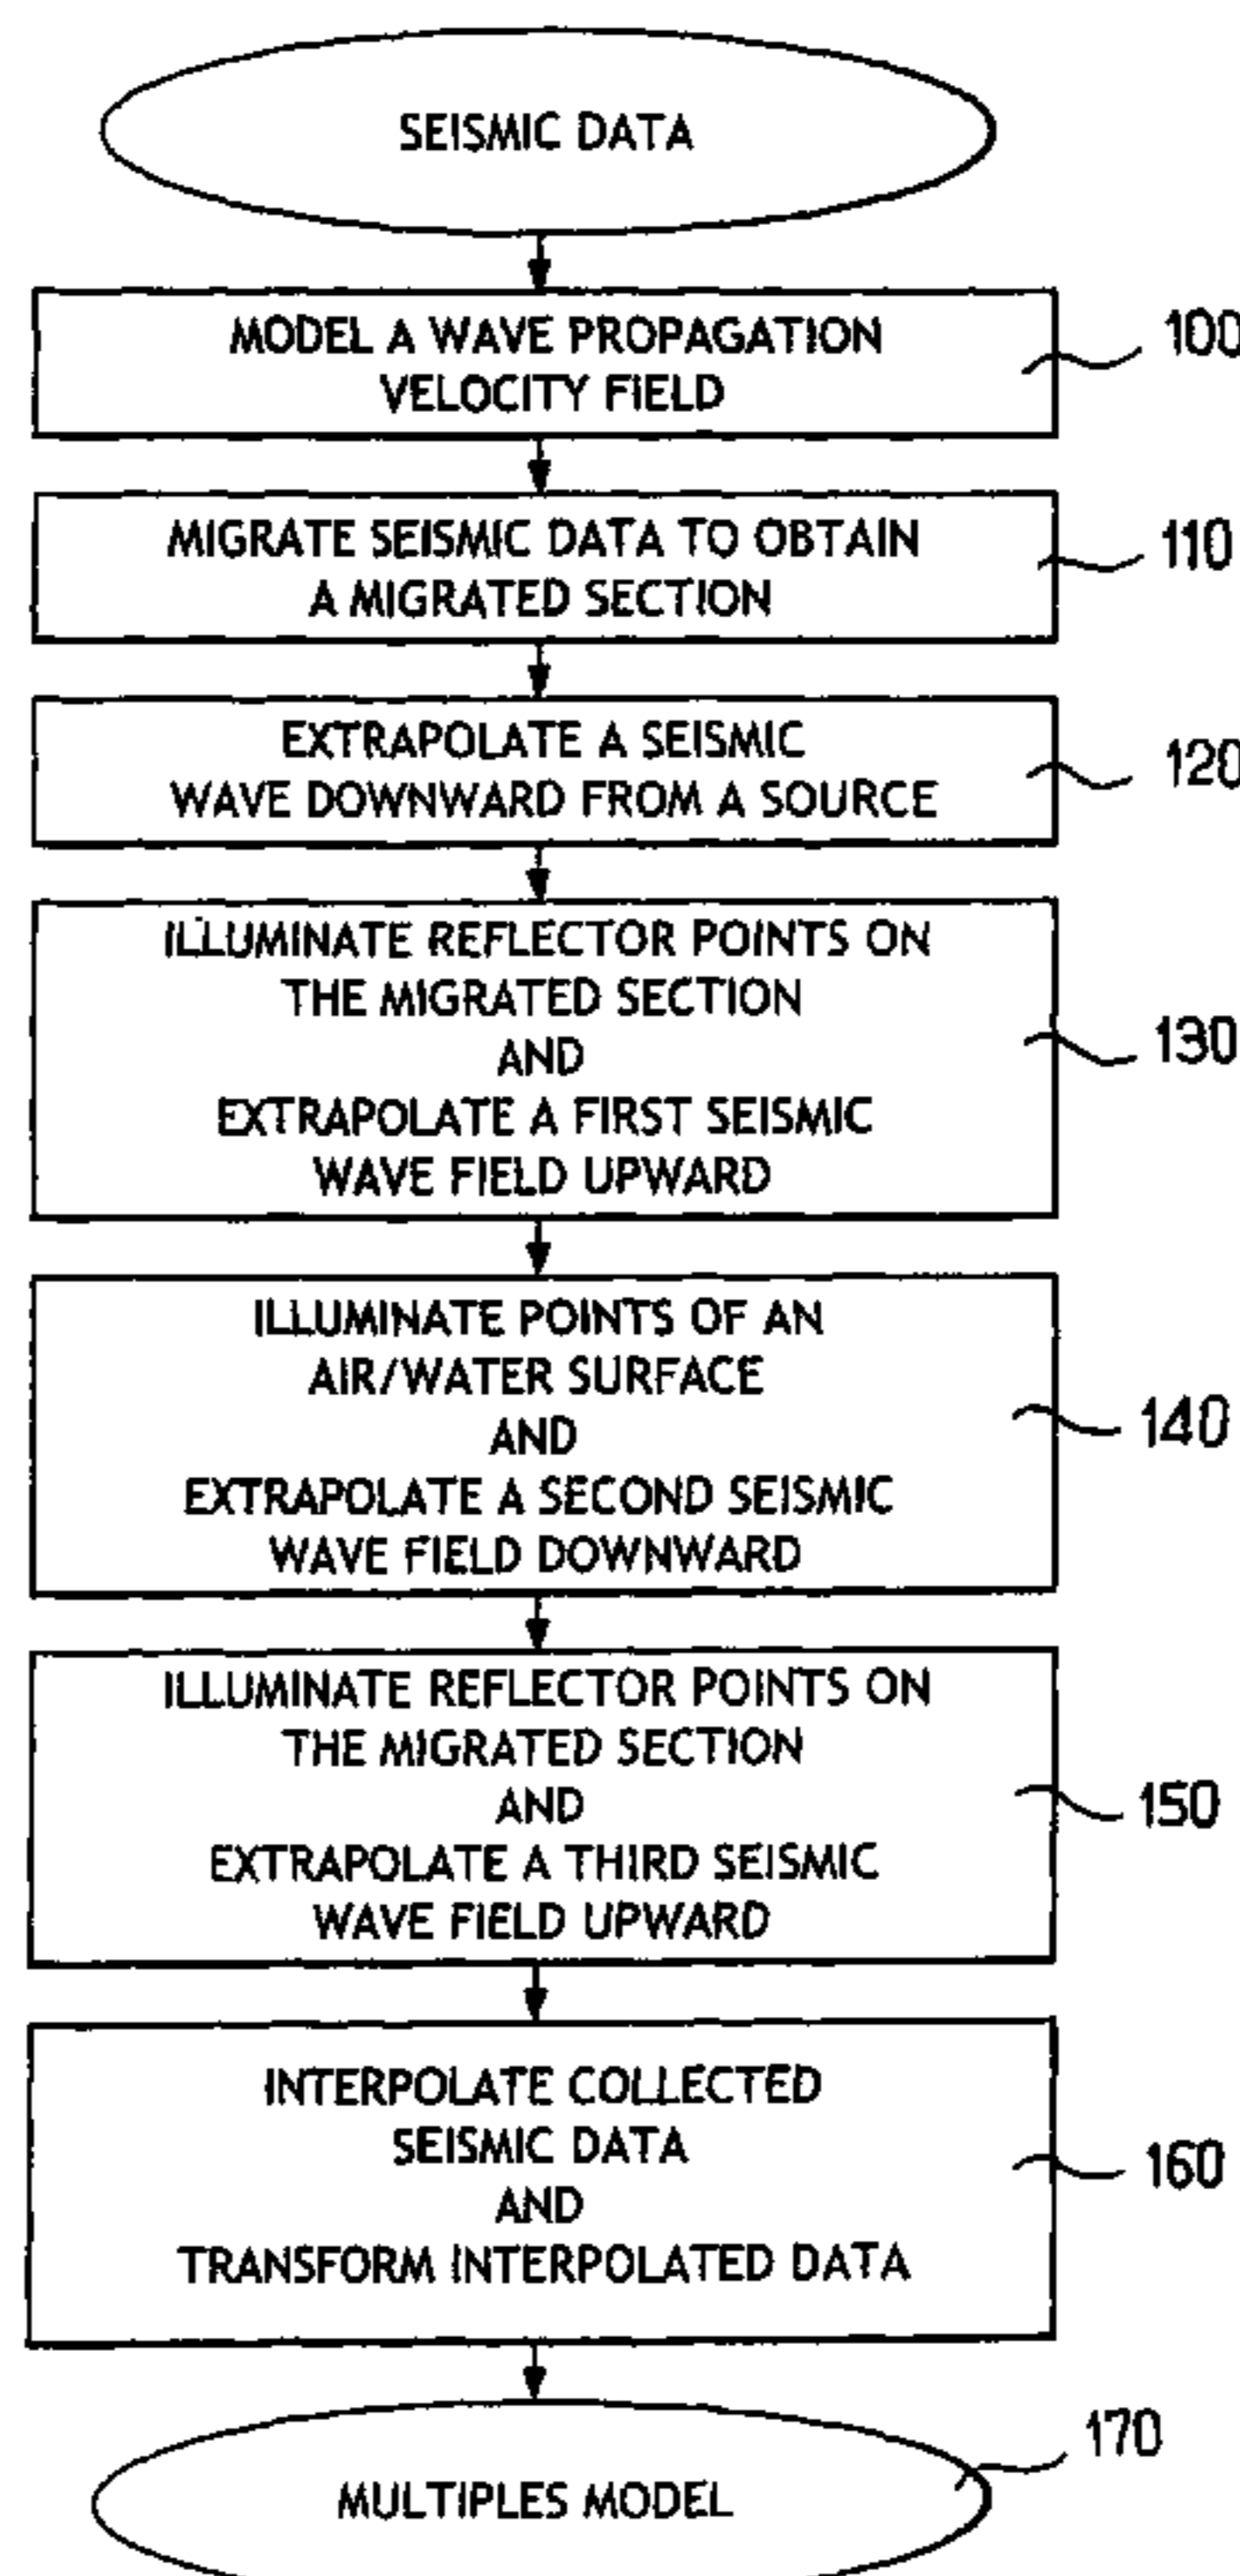 SEISMIC DATA
MODEL A WAVE PROPAGATION
VELOCITY FIELD
100
MIGRATE SEISMIC DATA TO OBTAIN
A MIGRATED SECTION
110
EXTRAPOLATE A SEISMIC
WAVE DOWNWARD FROM A SOURCE
120
ILLUMINATE REFLECTOR POINTS ON
THE MIGRATED SECTION
AND
EXTRAPOLATE A FIRST SEISMIC
WAVE FIELD UPWARD
130
ILLUMINATE POINTS OF AN
AIR/WATER SURFACE
AND
EXTRAPOLATE A SECOND SEISMIC
WAVE FIELD DOWNWARD
140
ILLUMINATE REFLECTOR POINTS ON
THE MIGRATED SECTION
AND
EXTRAPOLATE A THIRD SEISMIC
WAVE FIELD UPWARD
150
INTERPOLATE COLLECTED
SEISMIC DATA
AND
TRANSFORM INTERPOLATED DATA
160
MULTIPLES MODEL
170